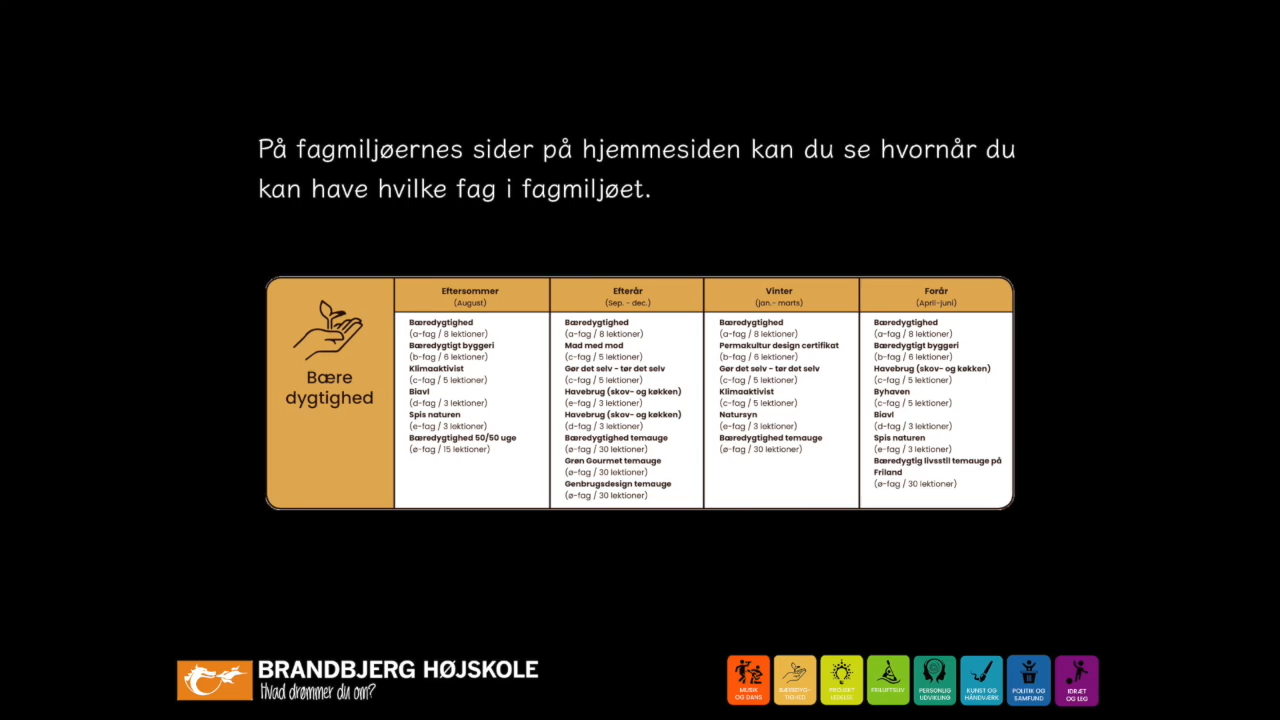 På fagmiljøernes sider på hjemmesiden kan du se hvornår du
kan have hvilke fag i fagmiljøet.
Bære
dygtighed
Eftersommer
(August)
Bæredygtighed
(a-fag / 8 lektioner)
Bæredygtigt byggeri
(b-fag / 6 lektioner)
Klimaaktivist
(c-fag / 5 lektioner)
Biavl
(d-fag / 3 lektioner)
Spis naturen
(e-fag / 3 lektioner)
Bæredygtighed 50/50 uge
(ø-fag / 15 lektioner)
Efterår
(Sep. - dec.)
Bæredygtighed
(a-fag / 8 lektioner)
Mad med mod
(c-fag / 5 lektioner)
Gør det selv - tør det selv
(c-fag / 5 lektioner)
Havebrug (skov- og køkken)
(e-fag / 3 lektioner)
Havebrug (skov- og køkken)
(d-fag / 3 lektioner)
Bæredygtighed temauge
(ø-fag / 30 lektioner)
Grøn Gourmet temauge
(ø-fag / 30 lektioner)
Genbrugsdesign temauge
(ø-fag / 30 lektioner)
Vinter
(jan.- marts)
Bæredygtighed
(a-fag / 8 lektioner)
Permakultur design certifikat
(b-fag / 6 lektioner)
Gør det selv - tør det selv
(c-fag / 5 lektioner)
Klimaaktivist
(c-fag / 5 lektioner)
Natursyn
(e-fag / 3 lektioner)
Bæredygtighed temauge
(ø-fag / 30 lektioner)
Forår
(April-juni)
Bæredygtighed
(a-fag / 8 lektioner)
Bæredygtigt byggeri
(b-fag / 6 lektioner)
Havebrug (skov- og køkken)
(c-fag / 5 lektioner)
Byhaven
(c-fag / 5 lektioner)
Biavl
(d-fag / 3 lektioner)
Spis naturen
(e-fag / 3 lektioner)
Bæredygtig livsstil temauge på
Friland
(ø-fag / 30 lektioner)
BRANDBJERG HØJSKOLE
Hvad drømmer du om?
MUSIK
OG DANS
BÆREDYG-
TIGHED
PROJEKT
LEDELSE
FRILUFTSLIV
PERSONLIG
UDVIKLING
KUNST OG
HÅNDVÆRK
POLITIK OG
SAMFUND
IDRÆT
OG LEG